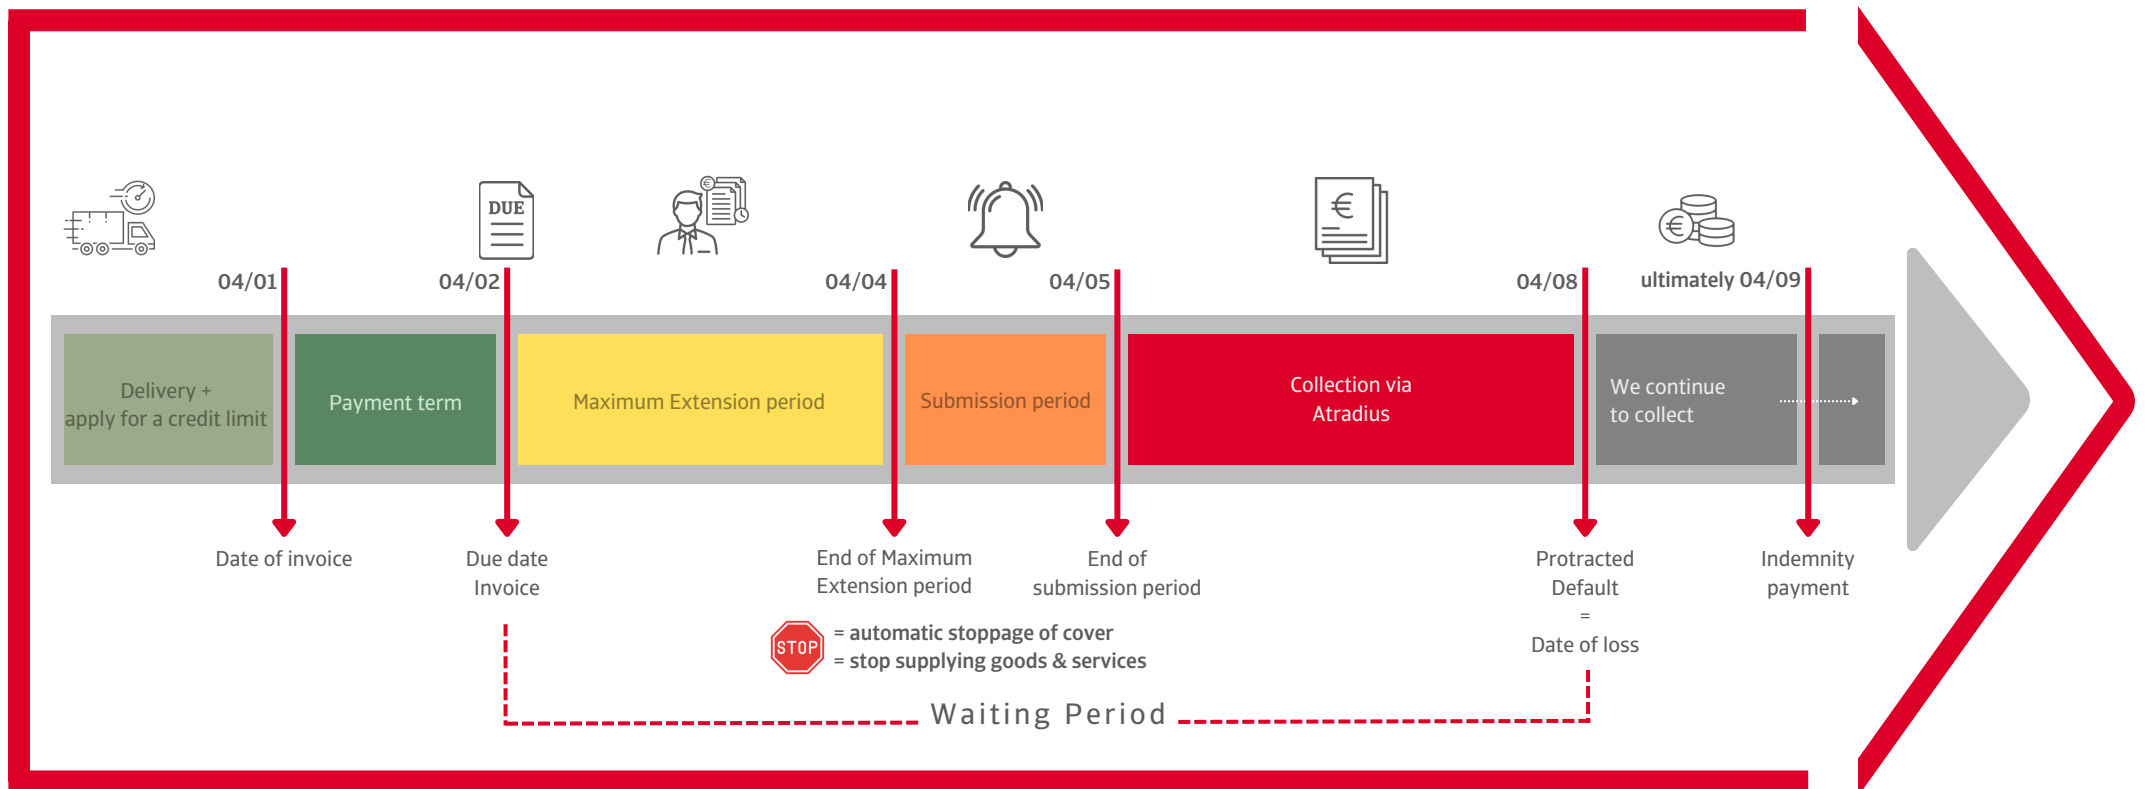 DUE
04/01
04/02
04/04
04/05
04/08
ultimately 04/09
Delivery +
apply for a credit limit
Payment term
Maximum Extension period
Submission period
Collection via
Atradius
We continue
to collect
Date of invoice
Due date
Invoice
End of Maximum
Extension period
End of
submission period
Protracted
Default
=
Date of loss
Indemnity
payment
STOP
= automatic stoppage of cover
= stop supplying goods & services
Waiting Period